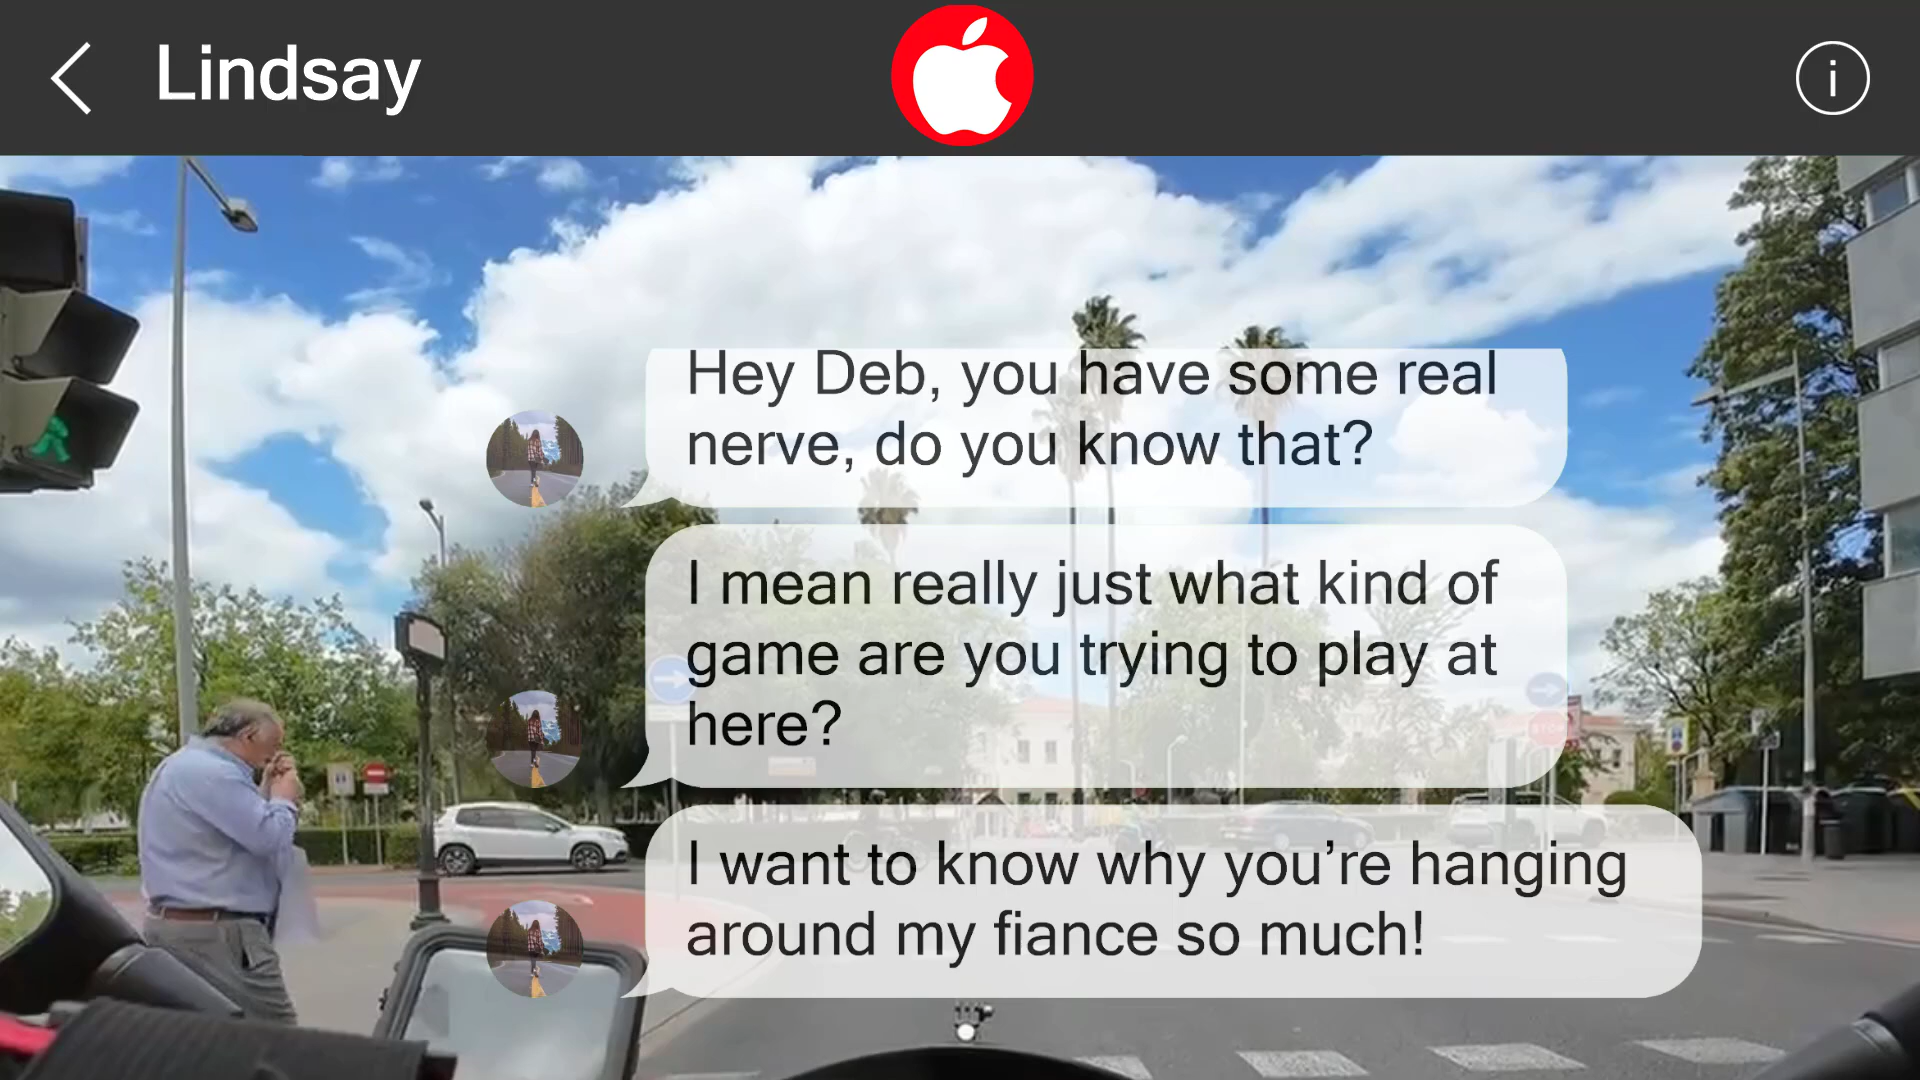 Lindsay
Hey Deb, you have some real
nerve, do you know that?
I mean really just what kind of
game are you trying to play at
here?
I want to know why you’re hanging
around my fiance so much!